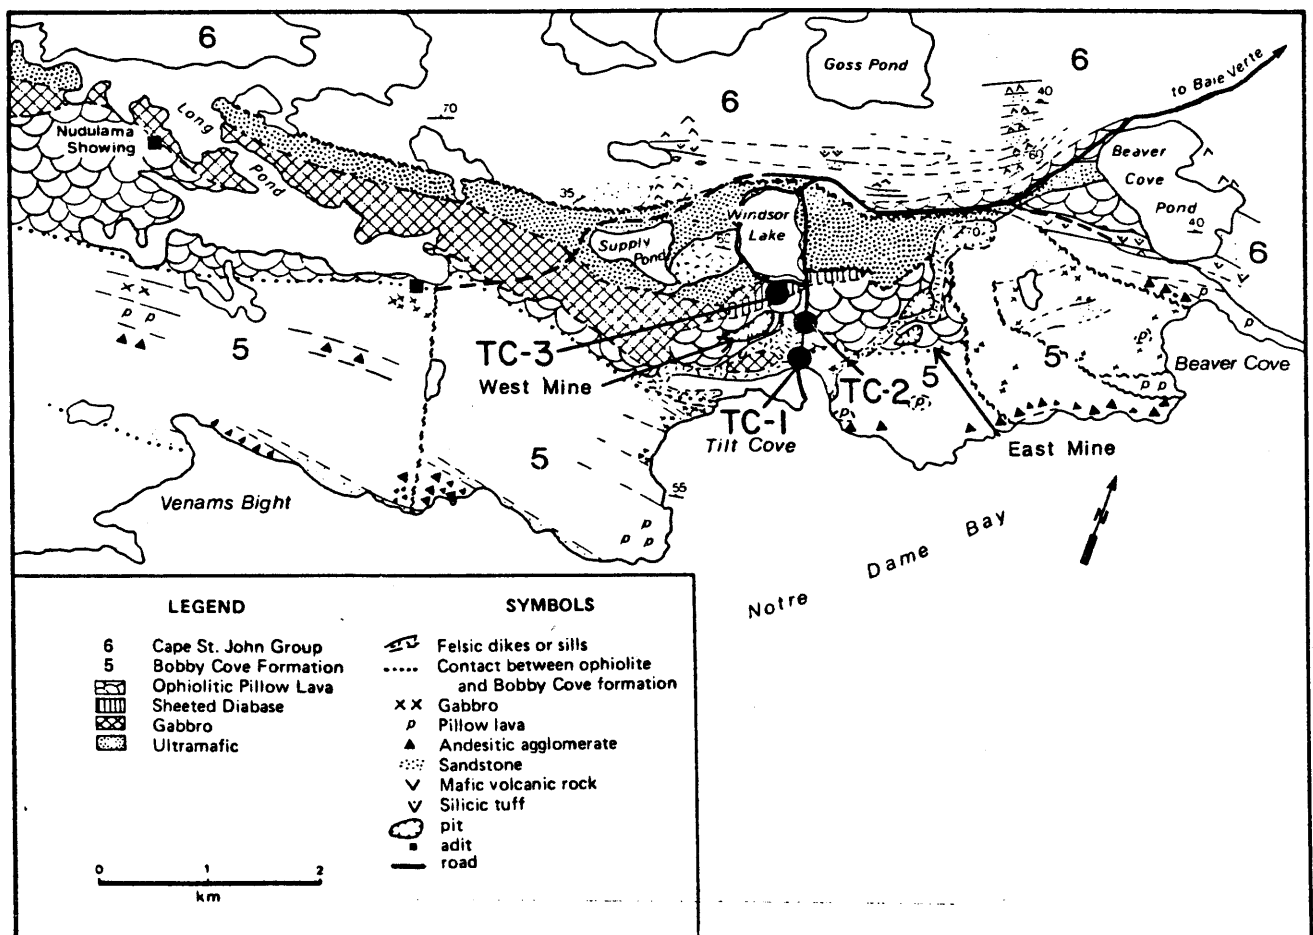 6
Goss Pond
6
to Baie Verte
40
6
70
Long
Pond
Nudulama
Showing
60
Beaver
Cove
Pond
40
35
Windsor
Lake
Supply
Pond
70
6
5
TC-3
West Mine
5
TC-2
5
Beaver Cove
TC-1
Tilt Cove
East Mine
5
55
Venams Bight
N
Notre Dame Bay
p p
p
p p
p
p
p
p
p p
p
LEGEND
6 Cape St. John Group
5 Bobby Cove Formation
Ophiolitic Pillow Lava
Sheeted Diabase
Gabbro
Ultramafic
SYMBOLS
Felsic dikes or sills
Contact between ophiolite
and Bobby Cove formation
x x Gabbro
p Pillow lava
Andesitic agglomerate
Sandstone
Mafic volcanic rock
Silicic tuff
pit
adit
road
0 1 2
km